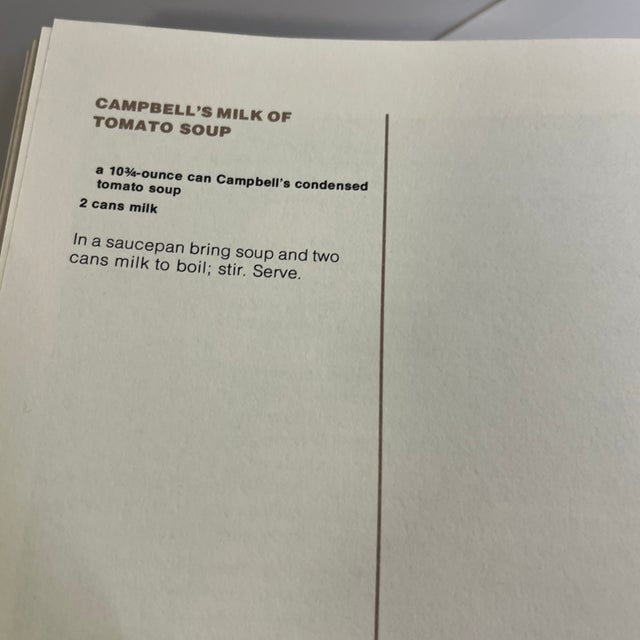 CAMPBELL'S MILK OF
TOMATO SOUP
a 10¾-ounce can Campbell's condensed
tomato soup
2 cans milk
In a saucepan bring soup and two
cans milk to boil; stir. Serve.